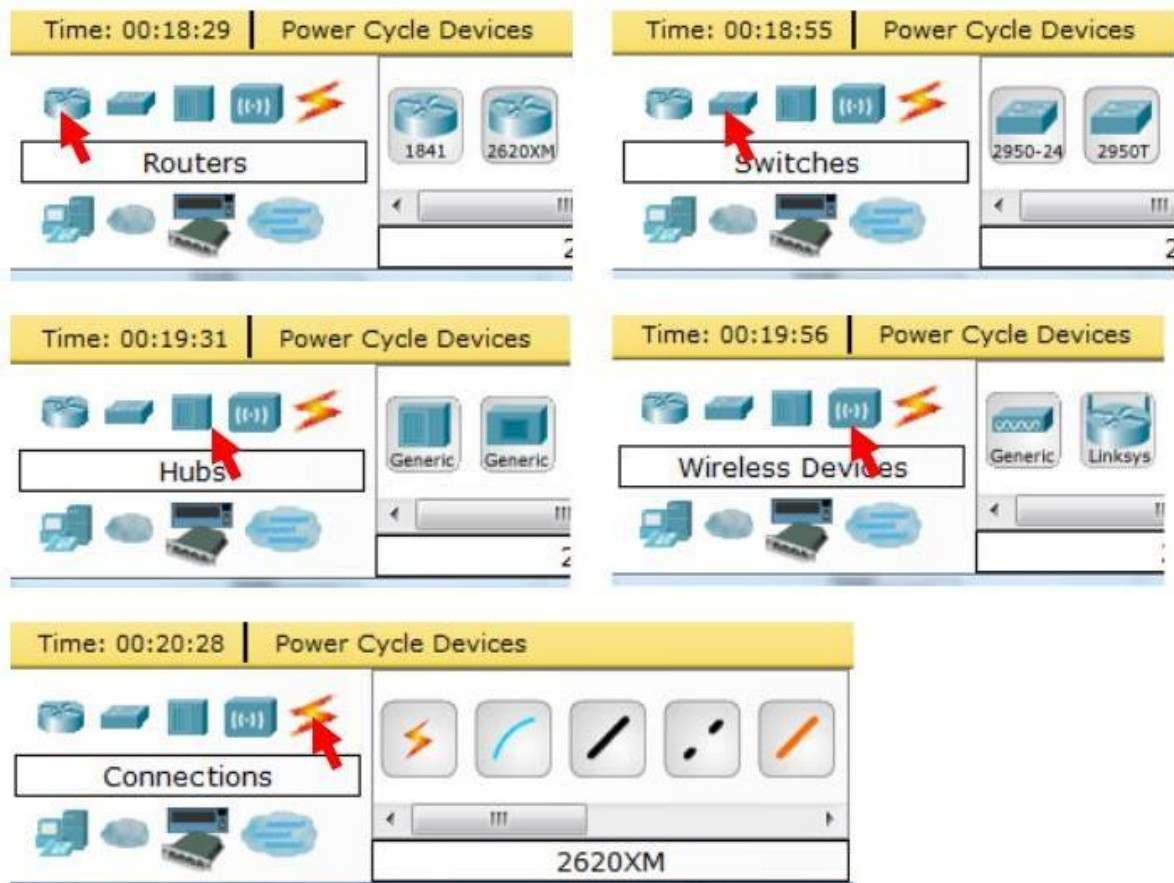 Time: 00:18:29 Power Cycle Devices
Routers
1841 2620XM
Time: 00:18:55 Power Cycle Devices
Switches
2950-24 2950T
Time: 00:19:31 Power Cycle Devices
Hubs
Generic Generic
Time: 00:19:56 Power Cycle Devices
Wireless Devices
Generic Linksys
Time: 00:20:28 Power Cycle Devices
Connections
2620XM